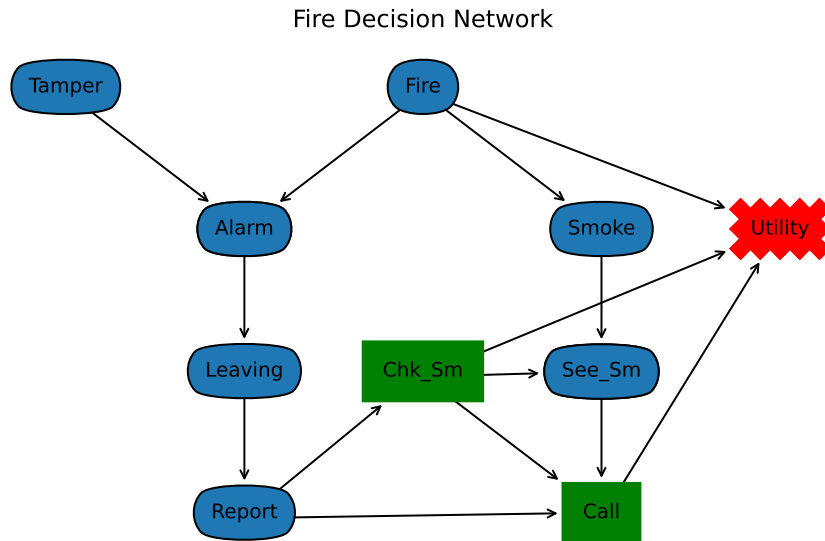 Fire Decision Network
Tamper
Fire
Alarm
Smoke
Utility
Leaving
Chk_Sm
See_Sm
Report
Call